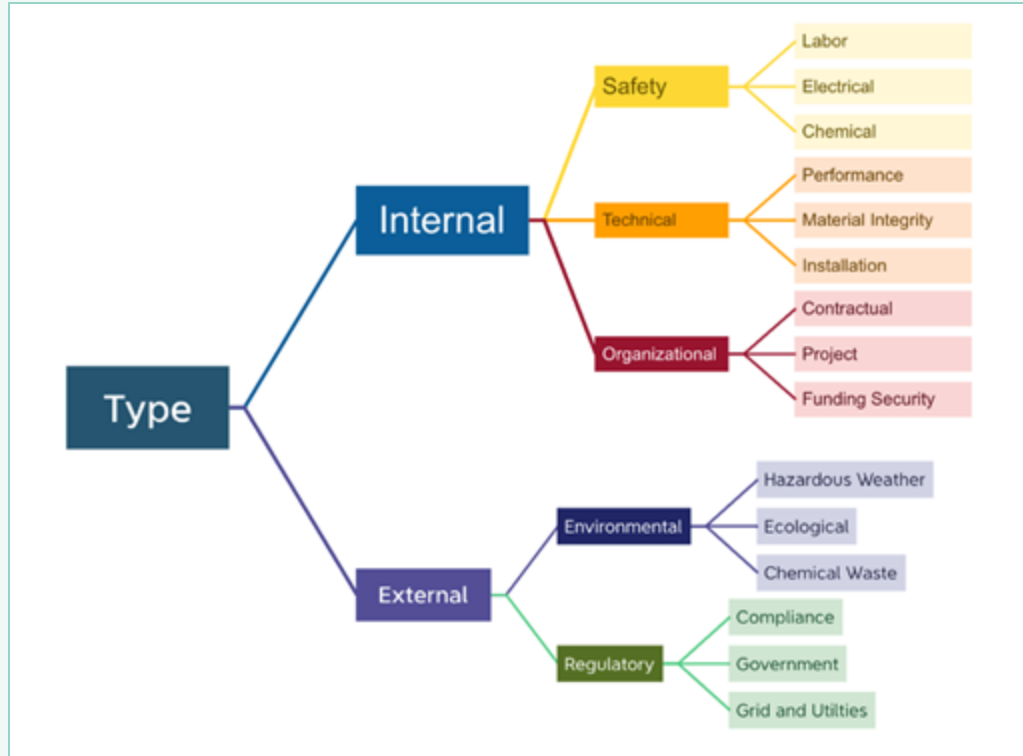 Type
Internal
Safety
Labor
Electrical
Chemical
Technical
Performance
Material Integrity
Installation
Organizational
Contractual
Project
Funding Security
External
Environmental
Hazardous Weather
Ecological
Chemical Waste
Regulatory
Compliance
Government
Grid and Utilties